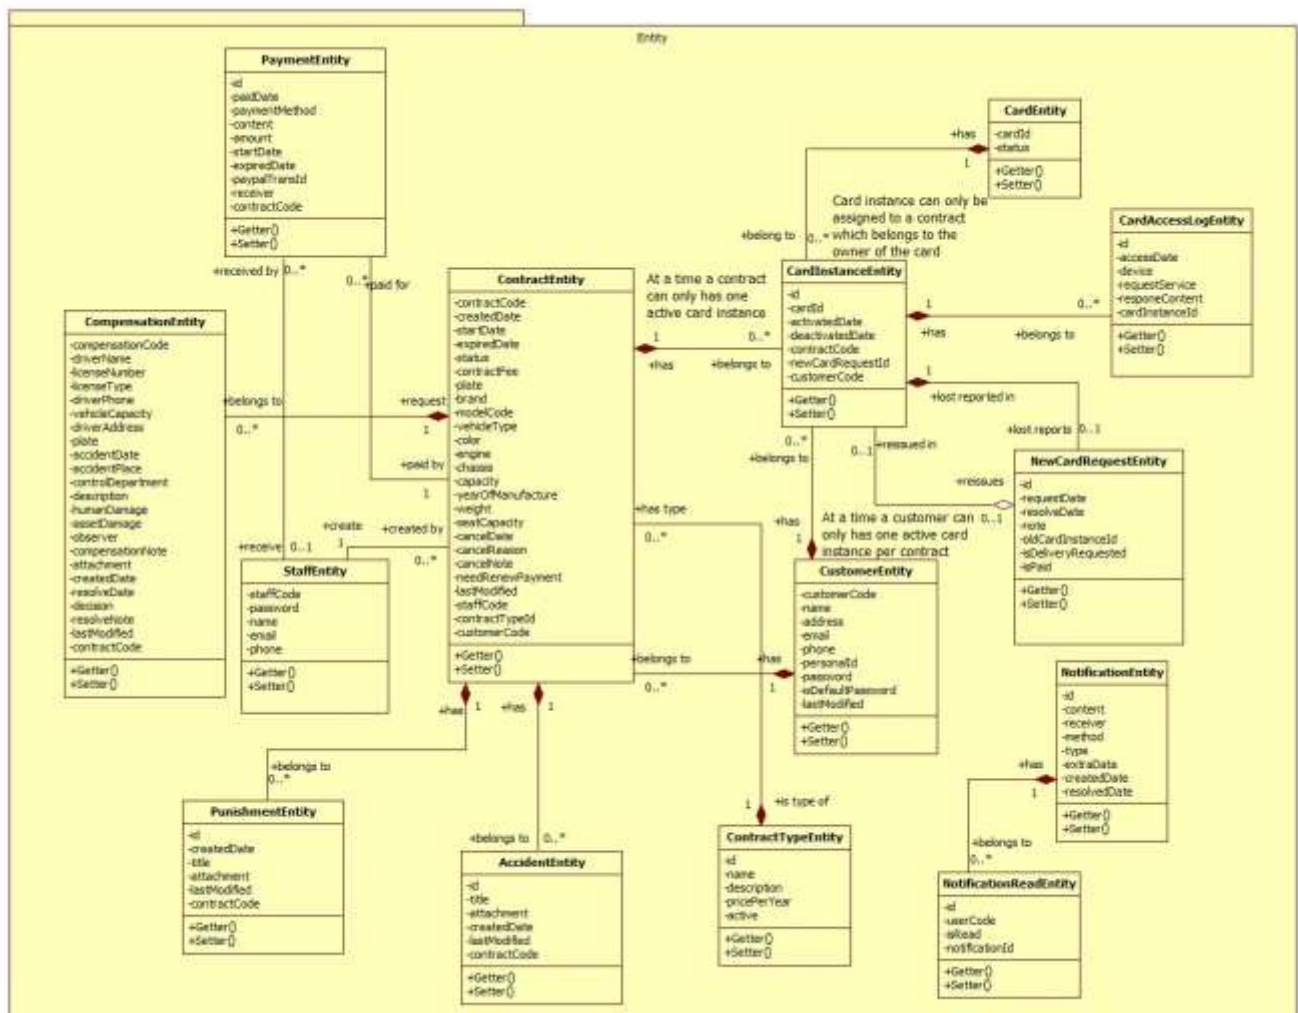 Entity
PaymentEntity
-id
-paidDate
-paymentMethod
-content
-amount
-startDate
-expiredDate
-paypalTransId
-receiver
-contractCode
+Getter()
+Setter()
+received by
0..*
0..*
+paid for
CardEntity
-cardId
-status
+Getter()
+Setter()
+has
1
Card instance can only be
assigned to a contract
which belongs to the
owner of the card
+belong to
0..*
CardAccessLogEntity
-id
-accessDate
-device
-requestService
-responeContent
-cardInstanceId
+Getter()
+Setter()
CardInstanceEntity
-id
-cardId
-activatedDate
-deactivatedDate
-contractCode
-newCardRequestId
-customerCode
+Getter()
+Setter()
1
+has
0..*
+belongs to
At a time a contract
can only has one
active card instance
1
+has
0..*
+belongs to
ContractEntity
-contractCode
-createdDate
-startDate
-expiredDate
-status
-contractFee
-plate
-brand
-modelCode
-vehicleType
-color
-engine
-chassis
-capacity
-yearOfManufacture
-weight
-seatCapacity
-cancelDate
-cancelReason
-cancelNote
-needRenewPayment
-lastModified
-staffCode
-contractTypeId
-customerCode
+Getter()
+Setter()
CompensationEntity
-compensationCode
-driverName
-licenseNumber
-licenseType
-driverPhone
-vehicleCapacity
-driverAddress
-plate
-accidentDate
-accidentPlace
-controlDepartment
-description
-humanDamage
-assetDamage
-observer
-compensationNote
-attachment
-createdDate
-resolveDate
-decision
-resolveNote
-lastModified
-contractCode
+Getter()
+Setter()
+belongs to
0..*
+request
1
+paid by
1
+create
1
+created by
0..*
+receive
0..1
StaffEntity
-staffCode
-password
-name
-email
-phone
+Getter()
+Setter()
1
+lost reported in
+lost reports
0..1
0..*
+belongs to
0..1
+reissued in
+reissues
0..1
NewCardRequestEntity
-id
-requestDate
-resolveDate
-note
-oldCardInstanceId
-isDeliveryRequested
-isPaid
+Getter()
+Setter()
+has
1
At a time a customer can
only has one active card
instance per contract
+has type
0..*
CustomerEntity
-customerCode
-name
-address
-email
-phone
-personalId
-password
-isDefaultPassword
-lastModified
+Getter()
+Setter()
+belongs to
0..*
+has
1
+has
1
+has
1
+belongs to
0..*
PunishmentEntity
-id
-createdDate
-title
-attachment
-lastModified
-contractCode
+Getter()
+Setter()
+belongs to
0..*
AccidentEntity
-id
-title
-attachment
-createdDate
-lastModified
-contractCode
+Getter()
+Setter()
1
+is type of
ContractTypeEntity
-id
-name
-description
-pricePerYear
-active
+Getter()
+Setter()
NotificationEntity
-id
-content
-receiver
-method
-type
-extraData
-createdDate
-resolvedDate
+Getter()
+Setter()
+has
1
+belongs to
0..*
NotificationReadEntity
-id
-userCode
-isRead
-notificationId
+Getter()
+Setter()